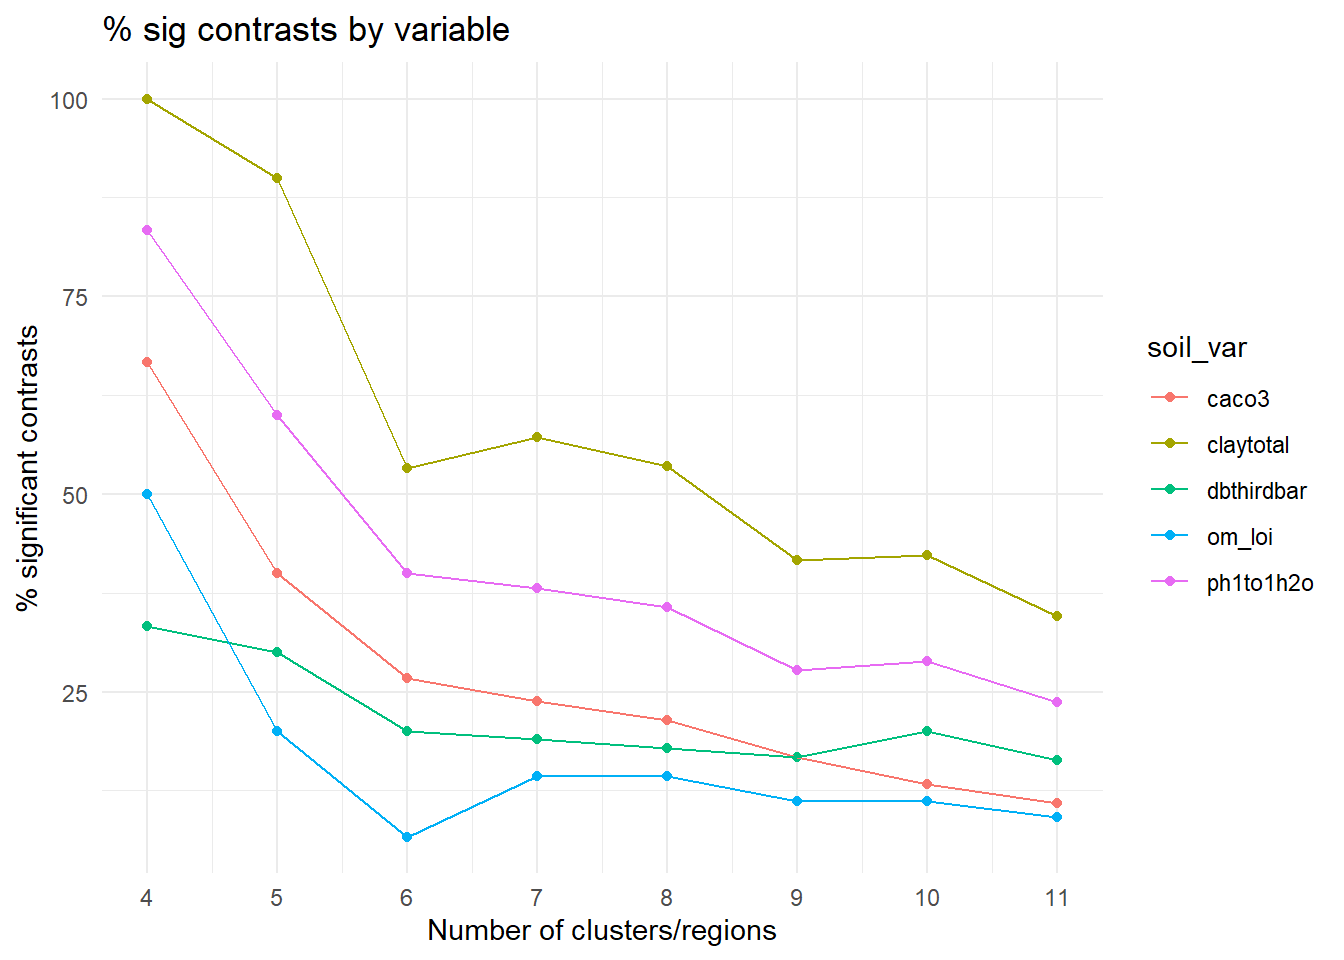 % sig contrasts by variable
100
75
50
25
% significant contrasts
4 5 6 7 8 9 10 11
Number of clusters/regions
soil_var
caco3
claytotal
dbthirdbar
om_loi
ph1to1h2o